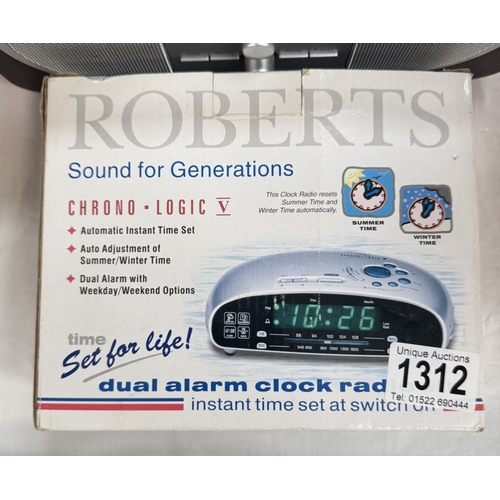 ROBERTS
Sound for Generations
CHRONO • LOGIC V
Automatic Instant Time Set
Auto Adjustment of
Summer/Winter Time
Dual Alarm with
Weekday/Weekend Options
This Clock Radio resets
Summer Time and
Winter Time automatically.
SUMMER
TIME
WINTER
TIME
10:26
time
Set for life!
dual alarm clock rad
instant time set at switch on
Unique Auctions
1312
Tel: 01522 690444